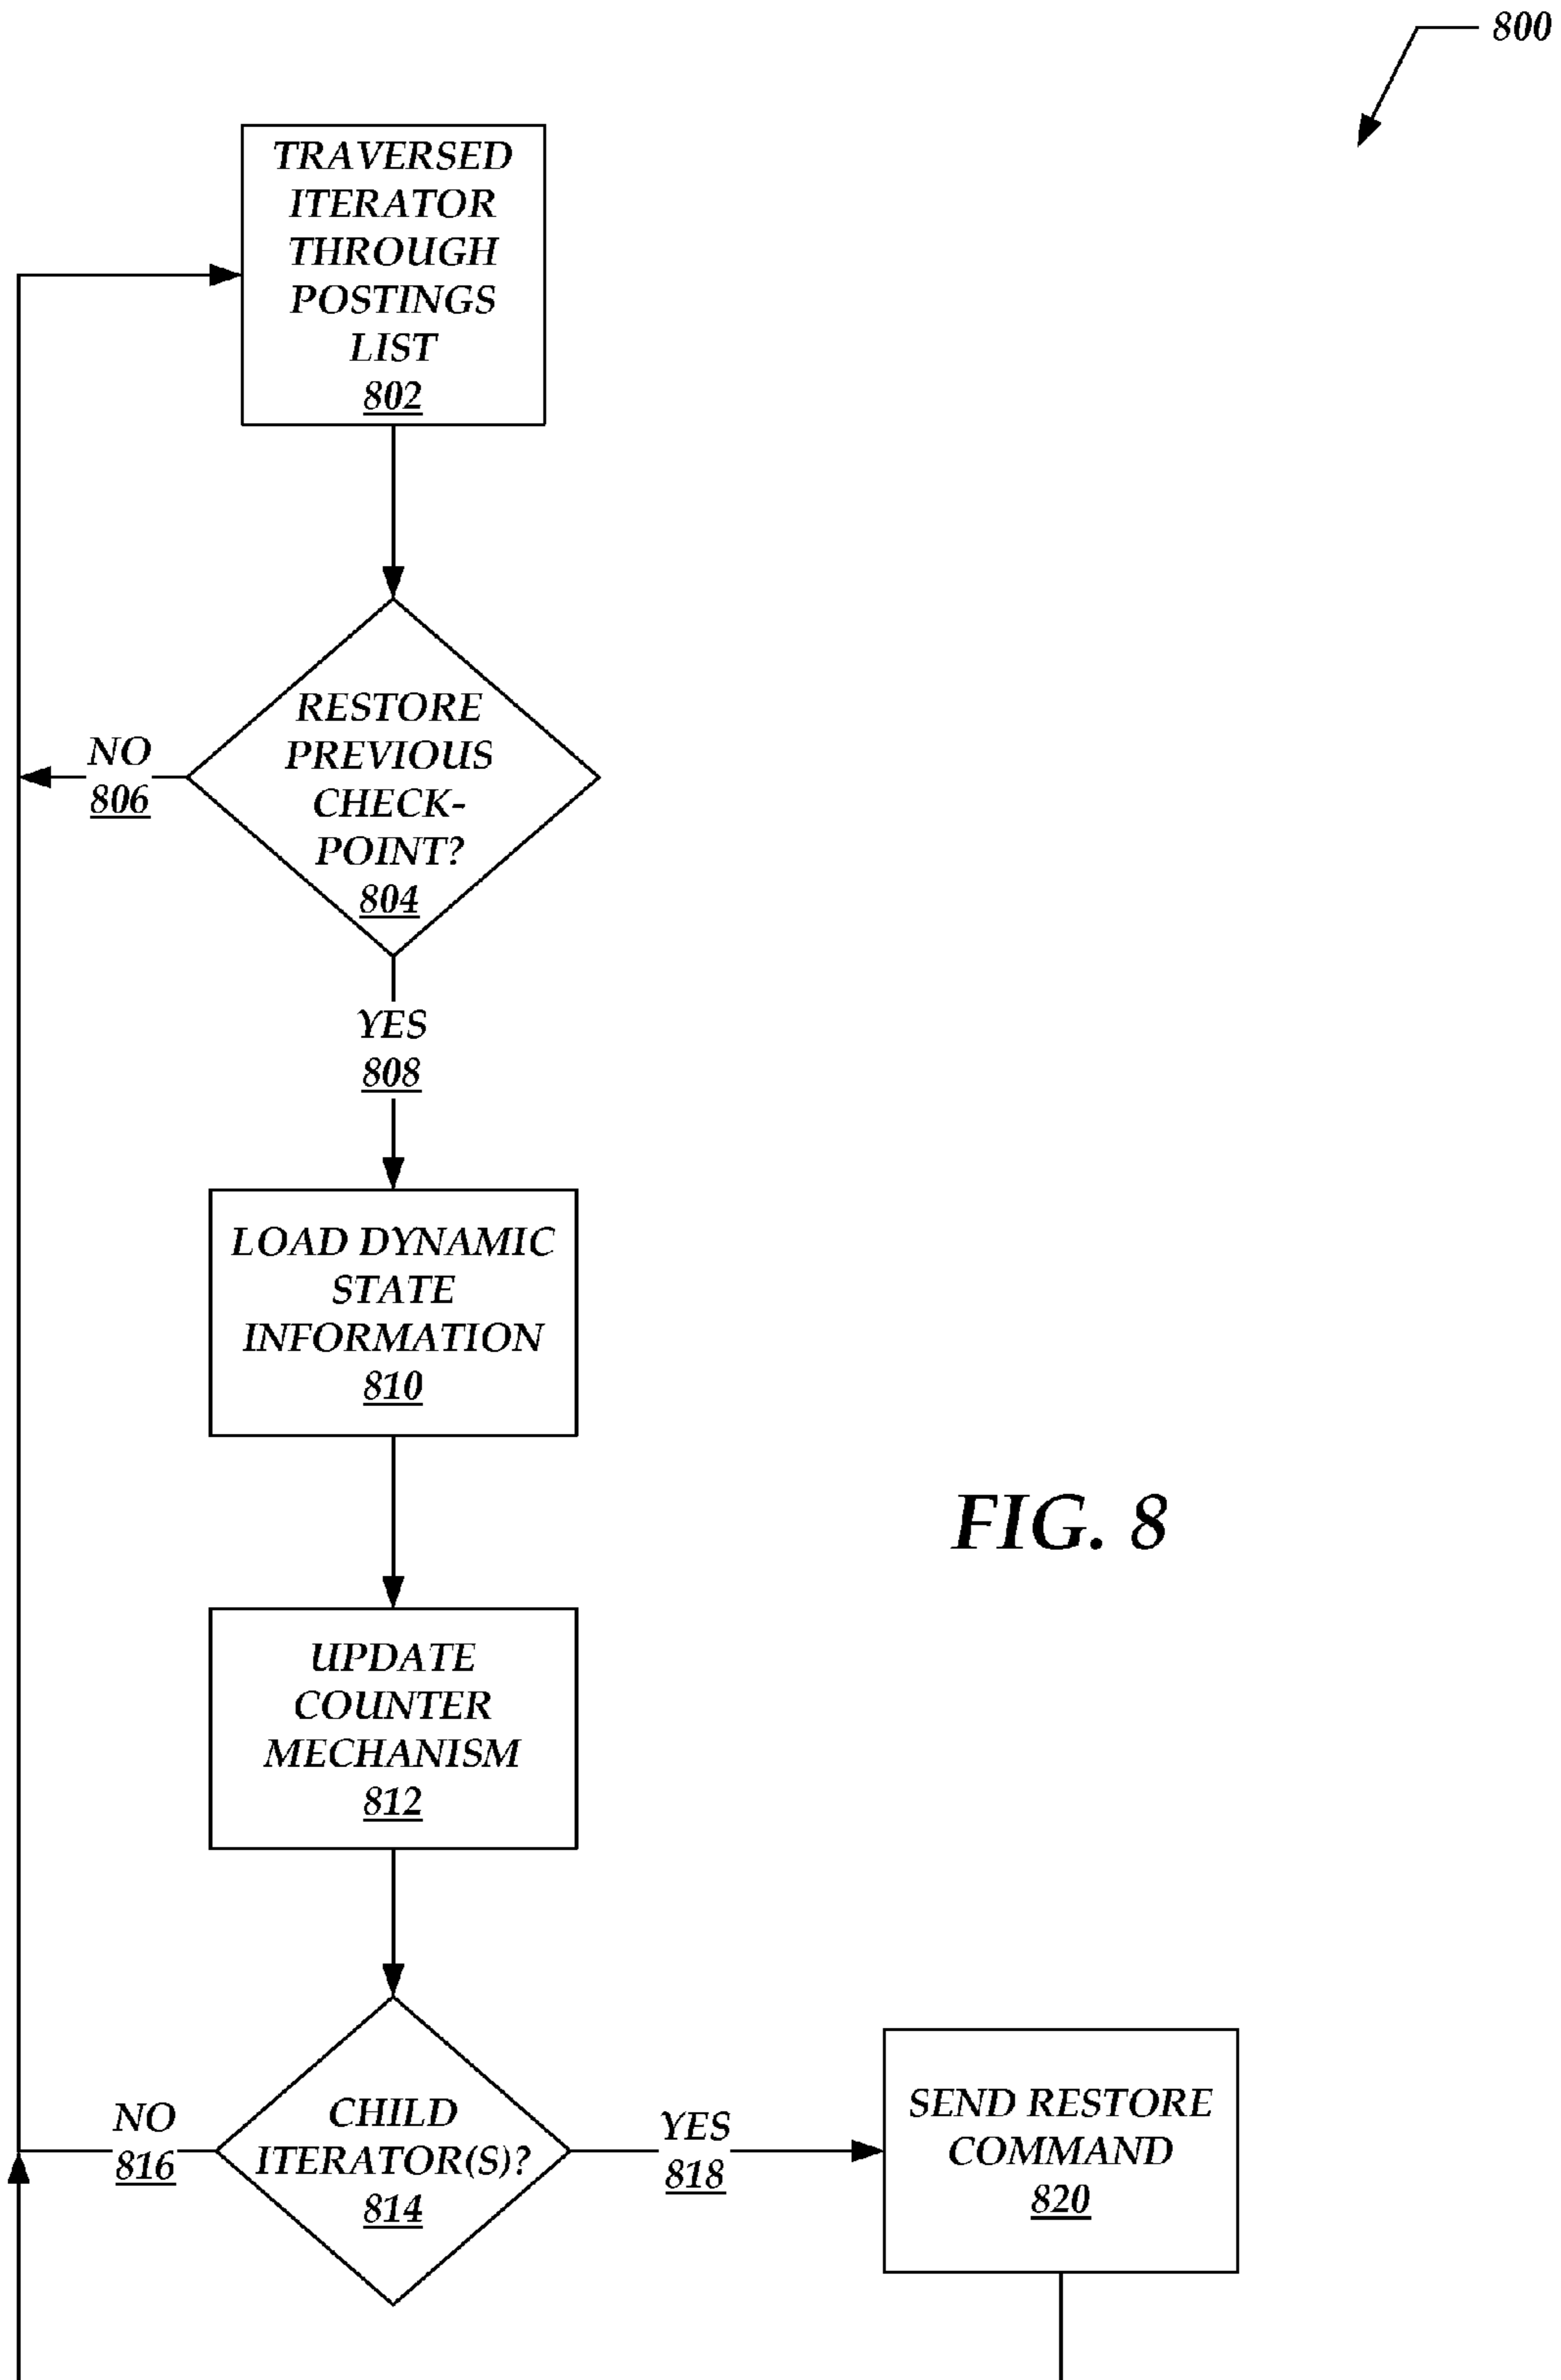 800
TRAVERSED
ITERATOR
THROUGH
POSTINGS
LIST
802
RESTORE
PREVIOUS
CHECK-
POINT?
804
NO
806
YES
808
LOAD DYNAMIC
STATE
INFORMATION
810
FIG. 8
UPDATE
COUNTER
MECHANISM
812
CHILD
ITERATOR(S)?
814
NO
816
YES
818
SEND RESTORE
COMMAND
820